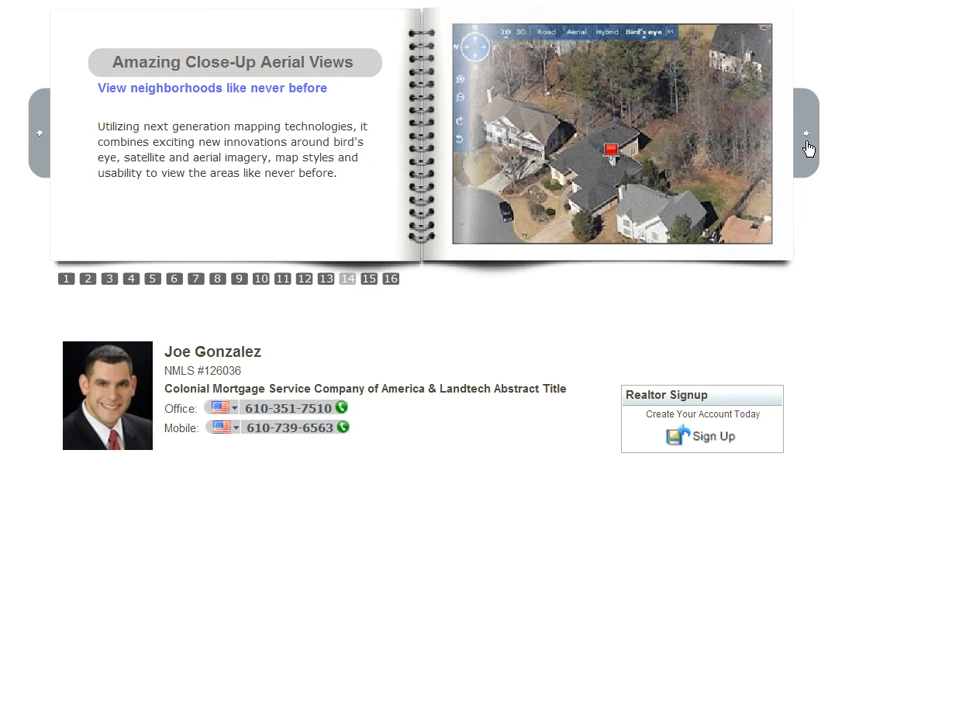 Amazing Close-Up Aerial Views
View neighborhoods like never before
Utilizing next generation mapping technologies, it
combines exciting new innovations around bird's
eye, satellite and aerial imagery, map styles and
usability to view the areas like never before.
2D 3D Road Aerial Hybrid Bird's eye
1 2 3 4 5 6 7 8 9 10 11 12 13 14 15 16
Joe Gonzalez
NMLS #126036
Colonial Mortgage Service Company of America & Landtech Abstract Title
Office: 610-351-7510
Mobile: 610-739-6563
Realtor Signup
Create Your Account Today
Sign Up